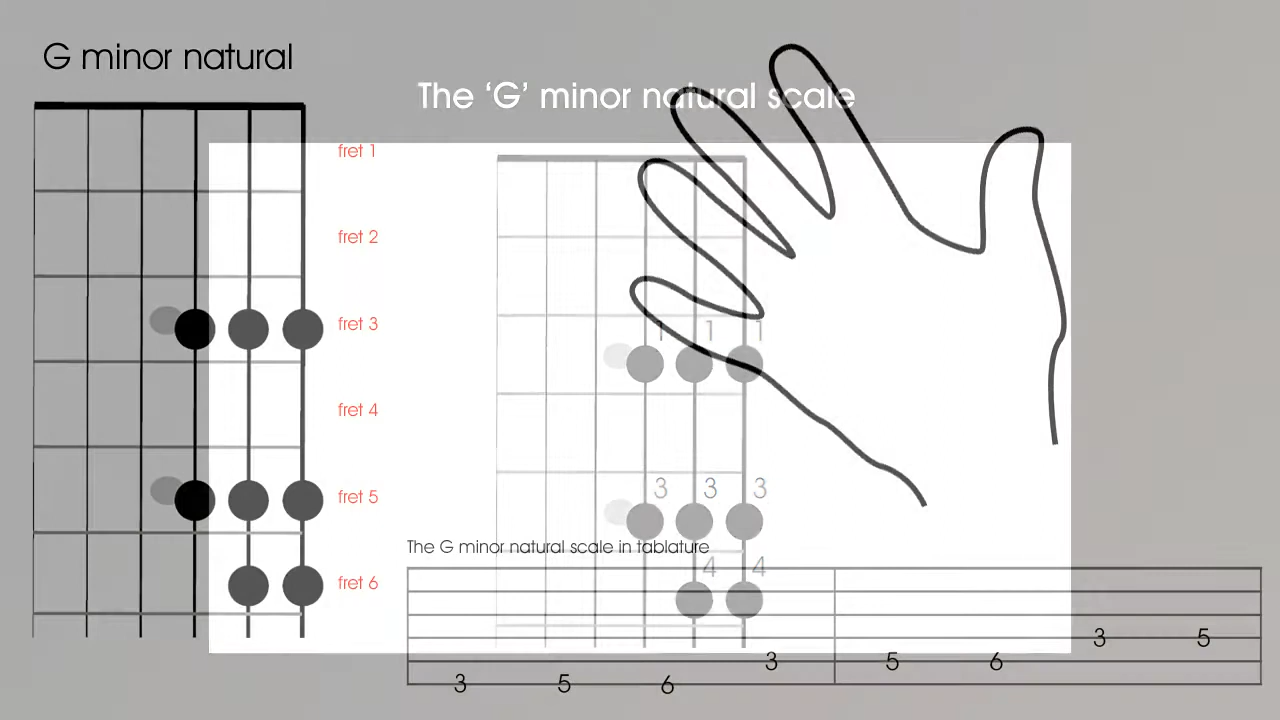 G minor natural
The ‘G’ minor natural scale
fret 1
fret 2
fret 3
fret 4
fret 5
fret 6
1 1 1
3 3 3
4 4
The G minor natural scale in tablature
3 5
3 5 6
3 5 6